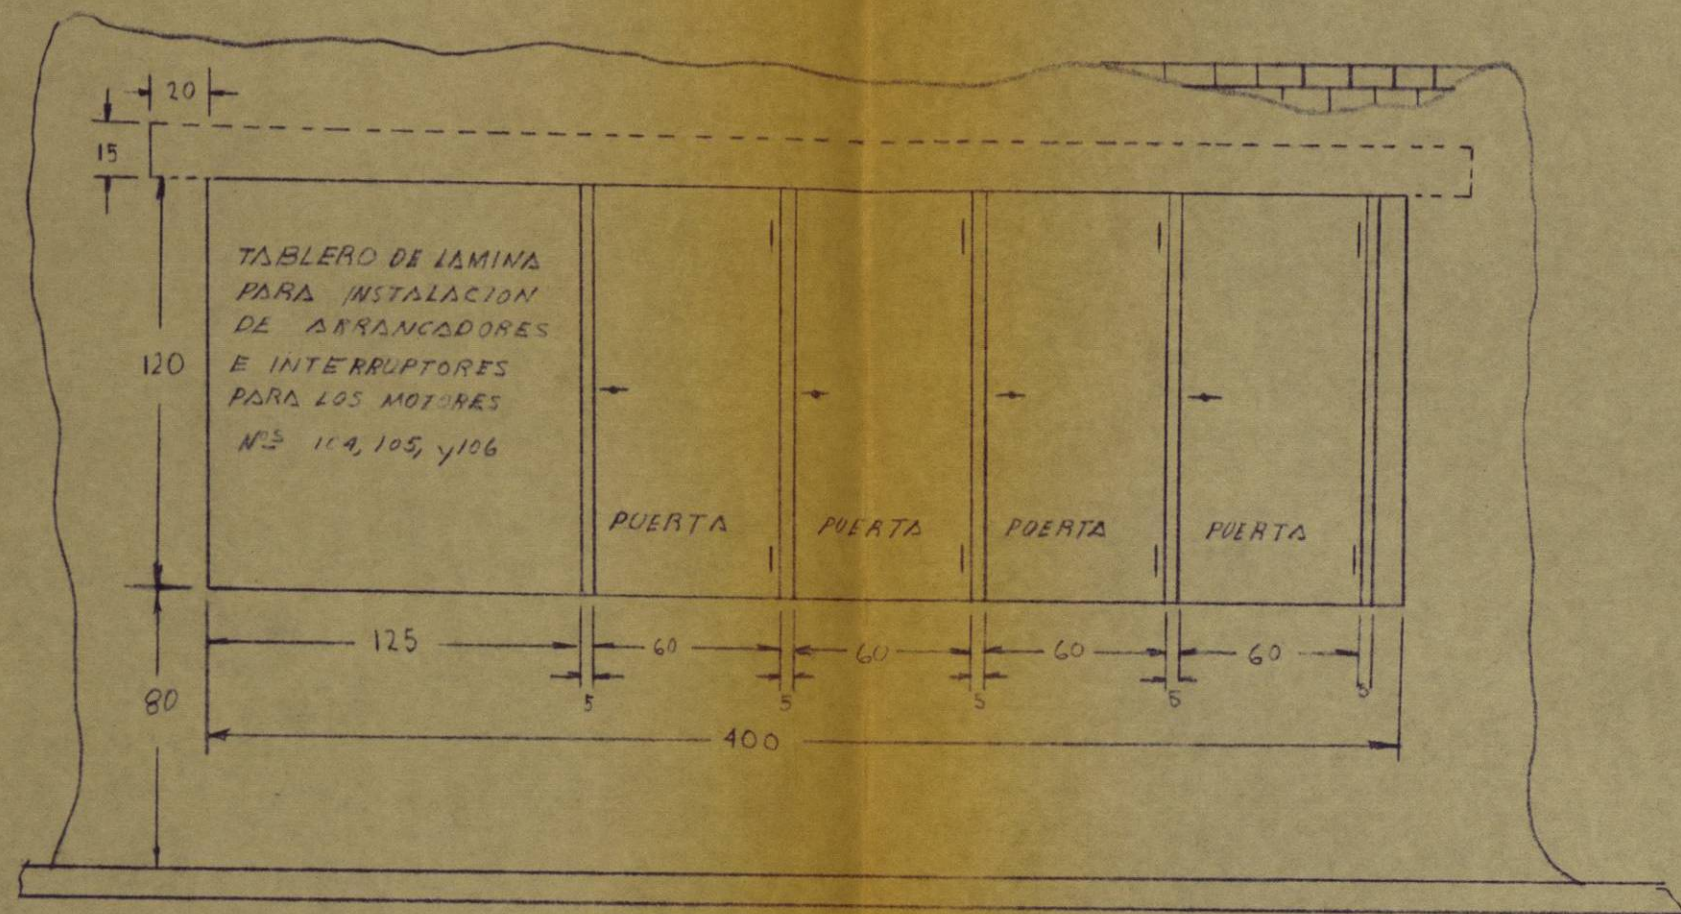 20
15
TABLERO DE LAMINA
PARA INSTALACION
DE ARRANCADORES
E INTERRUPTORES
PARA LOS MOTORES
Nos 104, 105, y 106
120
PUERTA PUERTA PUERTA PUERTA
125 60 60 60 60
5 5 5 5 5
80
400